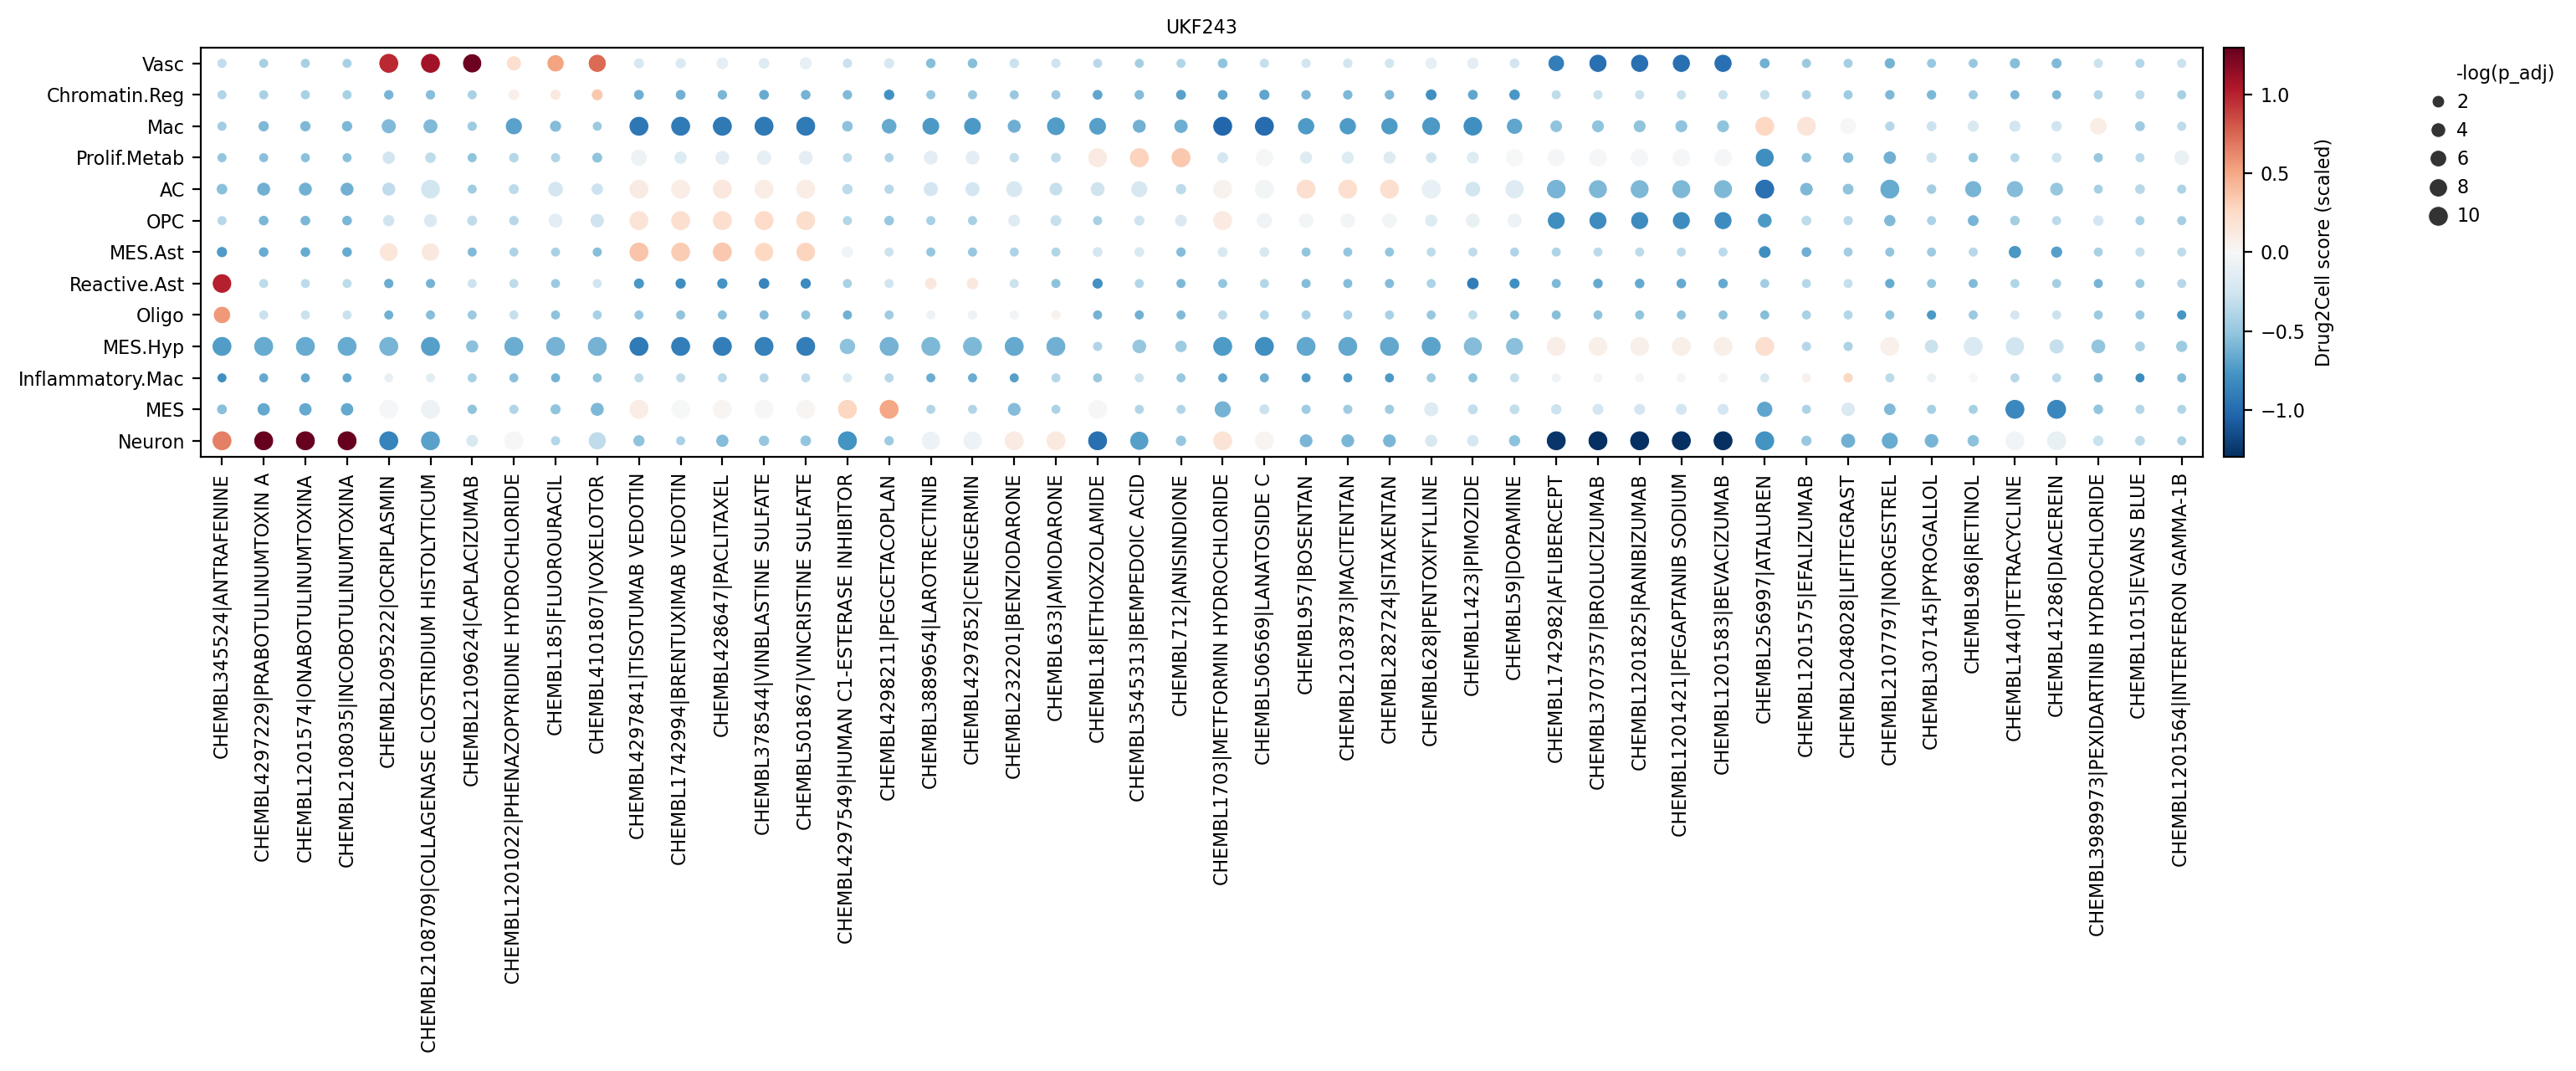 UKF243
Vasc
Chromatin.Reg
Mac
Prolif.Metab
AC
OPC
MES.Ast
Reactive.Ast
Oligo
MES.Hyp
Inflammatory.Mac
MES
Neuron
CHEMBL345524|ANTRAFENINE
CHEMBL4297229|PRABOTULINUMTOXIN A
CHEMBL1201574|ONABOTULINUMTOXINA
CHEMBL2108035|INCOBOTULINUMTOXINA
CHEMBL2095222|OCRIPLASMIN
CHEMBL2108709|COLLAGENASE CLOSTRIDIUM HISTOLYTICUM
CHEMBL2109624|CAPLACIZUMAB
CHEMBL1201022|PHENAZOPYRIDINE HYDROCHLORIDE
CHEMBL185|FLUOROURACIL
CHEMBL4101807|VOXELOTOR
CHEMBL4297841|TISOTUMAB VEDOTIN
CHEMBL1742994|BRENTUXIMAB VEDOTIN
CHEMBL428647|PACLITAXEL
CHEMBL378544|VINBLASTINE SULFATE
CHEMBL501867|VINCRISTINE SULFATE
CHEMBL4297549|HUMAN C1-ESTERASE INHIBITOR
CHEMBL4298211|PEGCETACOPLAN
CHEMBL3889654|LAROTRECTINIB
CHEMBL4297852|CENEGERMIN
CHEMBL232201|BENZIODARONE
CHEMBL633|AMIODARONE
CHEMBL18|ETHOXZOLAMIDE
CHEMBL3545313|BEMPEDOIC ACID
CHEMBL712|ANISINDIONE
CHEMBL1703|METFORMIN HYDROCHLORIDE
CHEMBL506569|LANATOSIDE C
CHEMBL957|BOSENTAN
CHEMBL2103873|MACITENTAN
CHEMBL282724|SITAXENTAN
CHEMBL628|PENTOXIFYLLINE
CHEMBL1423|PIMOZIDE
CHEMBL59|DOPAMINE
CHEMBL1742982|AFLIBERCEPT
CHEMBL3707357|BROLUCIZUMAB
CHEMBL1201825|RANIBIZUMAB
CHEMBL1201421|PEGAPTANIB SODIUM
CHEMBL1201583|BEVACIZUMAB
CHEMBL256997|ATALUREN
CHEMBL1201575|EFALIZUMAB
CHEMBL2048028|LIFITEGRAST
CHEMBL2107797|NORGESTREL
CHEMBL307145|PYROGALLOL
CHEMBL986|RETINOL
CHEMBL1440|TETRACYCLINE
CHEMBL41286|DIACEREIN
CHEMBL3989973|PEXIDARTINIB HYDROCHLORIDE
CHEMBL1015|EVANS BLUE
CHEMBL1201564|INTERFERON GAMMA-1B
1.0
0.5
0.0
−0.5
−1.0
Drug2Cell score (scaled)
-log(p_adj)
2
4
6
8
10